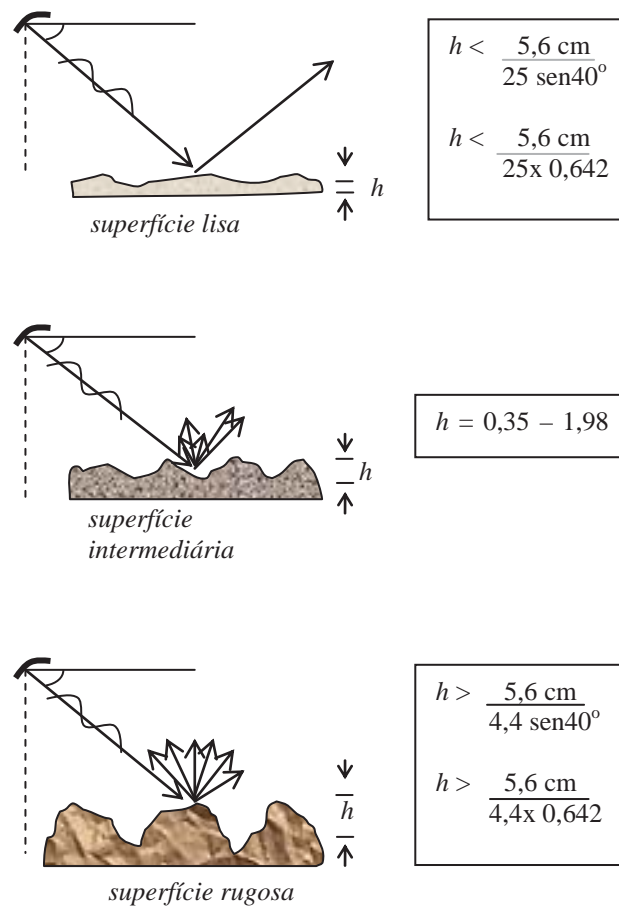 h < 5,6 cm
25 sen40º
h < 5,6 cm
25x 0,642
h
superfície lisa
h = 0,35 – 1,98
h
superfície
intermediária
h > 5,6 cm
4,4 sen40º
h > 5,6 cm
4,4x 0,642
h
superfície rugosa